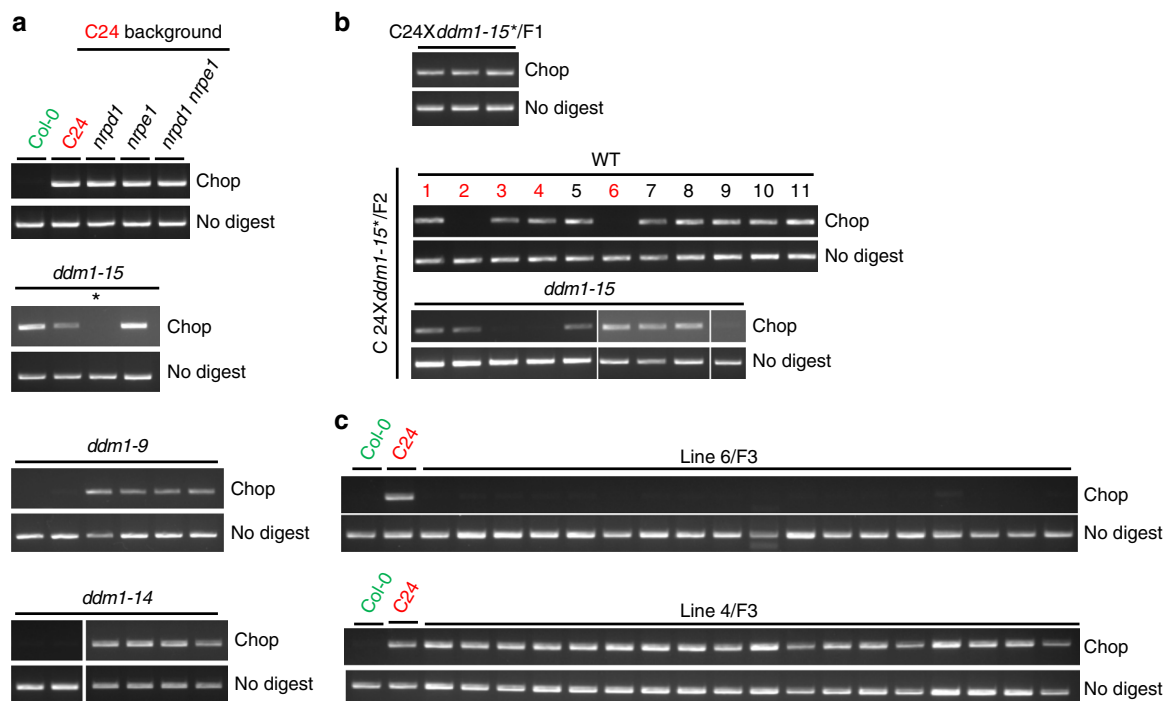 a
C24 background
Col-0
C24
nrpd1
nrpe1
nrpd1 nrpe1
Chop
No digest
ddm1-15
*
Chop
No digest
ddm1-9
Chop
No digest
ddm1-14
Chop
No digest
b
C24Xddm1-15*/F1
Chop
No digest
C 24Xddm1-15*/F2
WT
1 2 3 4 5 6 7 8 9 10 11
Chop
No digest
ddm1-15
Chop
No digest
c
Col-0
C24
Line 6/F3
Chop
No digest
Col-0
C24
Line 4/F3
Chop
No digest